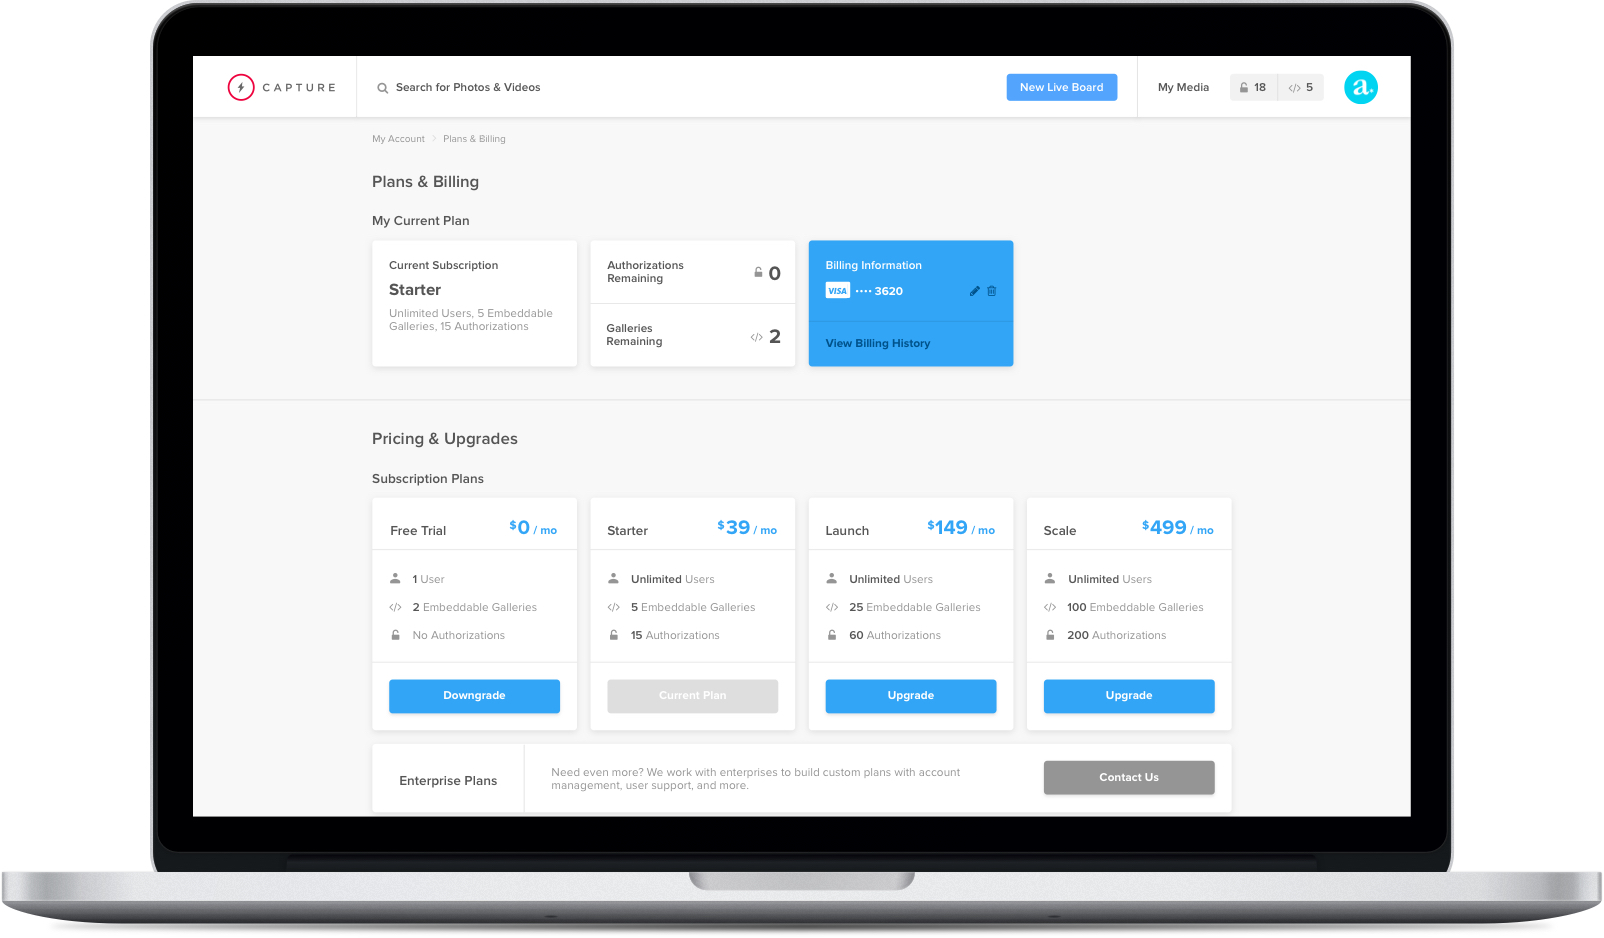 CAPTURE
Search for Photos & Videos
New Live Board
My Media
18
</> 5
a.
My Account > Plans & Billing
Plans & Billing
My Current Plan
Current Subscription
Starter
Unlimited Users, 5 Embeddable
Galleries, 15 Authorizations
Authorizations
Remaining
0
Galleries
Remaining
</> 2
Billing Information
VISA •••• 3620
View Billing History
Pricing & Upgrades
Subscription Plans
Free Trial
$0 / mo
1 User
</> 2 Embeddable Galleries
No Authorizations
Downgrade
Starter
$39 / mo
Unlimited Users
</> 5 Embeddable Galleries
15 Authorizations
Current Plan
Launch
$149 / mo
Unlimited Users
</> 25 Embeddable Galleries
60 Authorizations
Upgrade
Scale
$499 / mo
Unlimited Users
</> 100 Embeddable Galleries
200 Authorizations
Upgrade
Enterprise Plans
Need even more? We work with enterprises to build custom plans with account
management, user support, and more.
Contact Us